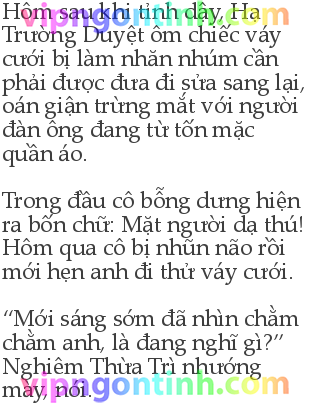 vipngontinh.com
Hôm sau khi tỉnh dậy, Hạ
Trường Duyệt ôm chiếc váy
cưới bị làm nhăn nhúm cần
phải được đưa đi sửa sang lại,
oán giận trừng mắt với người
đàn ông đang từ tốn mặc
quần áo.
Trong đầu cô bỗng dưng hiện
ra bốn chữ: Mặt người dạ thú!
Hôm qua cô bị nhũn não rồi
mới hẹn anh đi thử váy cưới.
“Mới sáng sớm đã nhìn chằm
chằm anh, là đang nghĩ gì?”
Nghiêm Thừa Trì nhướng
mày, nói.
vipngontinh.com